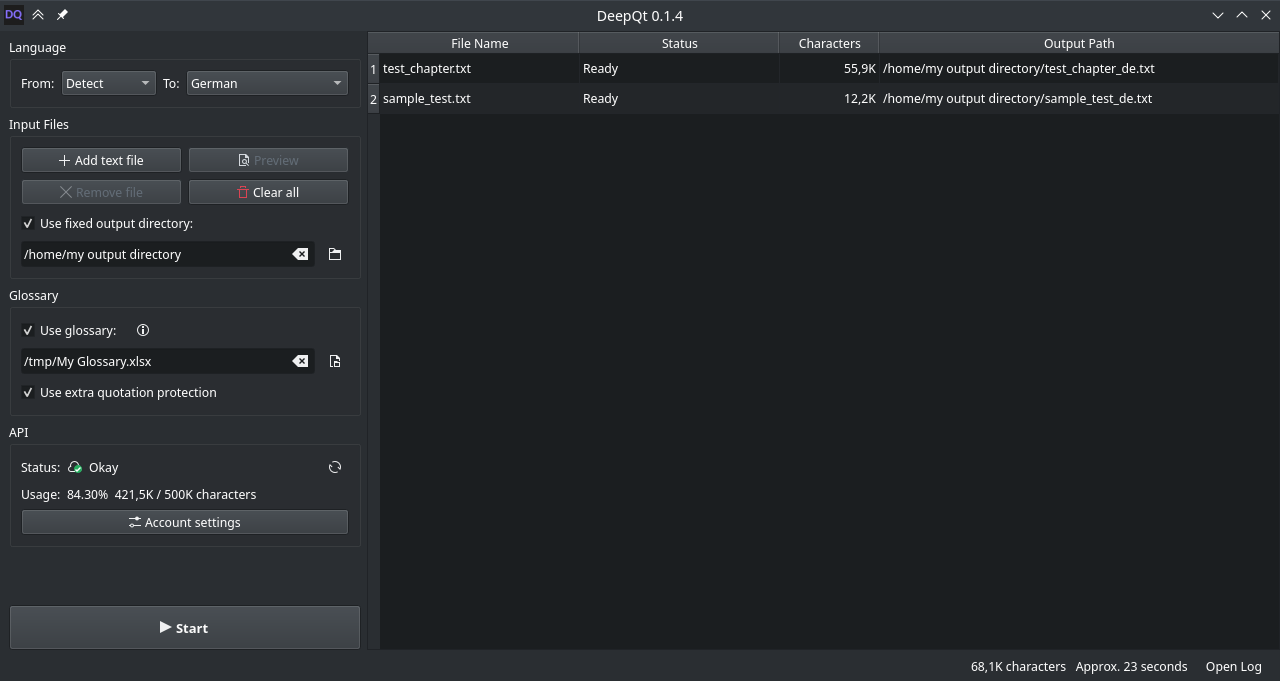 DQ
DeepQt 0.1.4
Language
From: Detect To: German
Input Files
Add text file Preview
Remove file Clear all
Use fixed output directory:
/home/my output directory
Glossary
Use glossary:
/tmp/My Glossary.xlsx
Use extra quotation protection
API
Status: Okay
Usage: 84.30% 421,5K / 500K characters
Account settings
Start
File Name Status Characters Output Path
1 test_chapter.txt Ready 55,9K /home/my output directory/test_chapter_de.txt
2 sample_test.txt Ready 12,2K /home/my output directory/sample_test_de.txt
68,1K characters Approx. 23 seconds Open Log